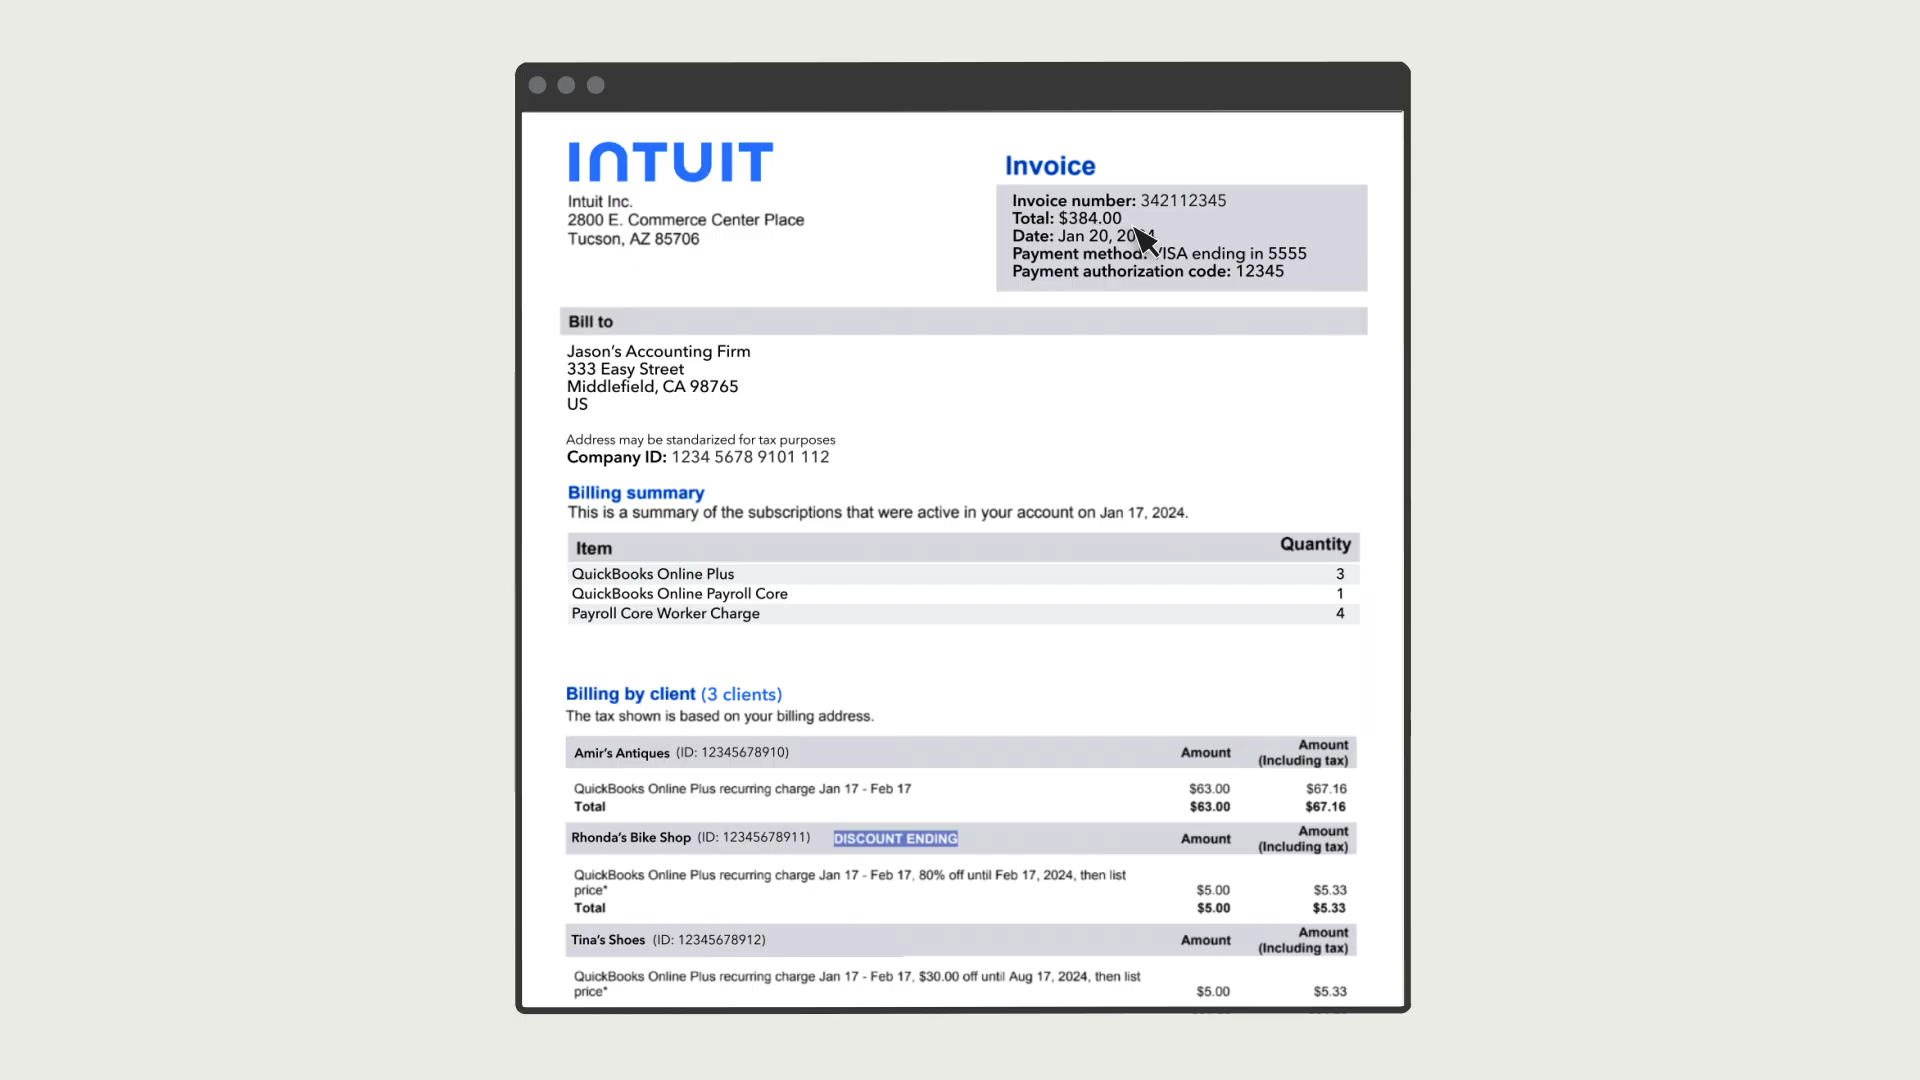 INTUIT
Intuit Inc.
2800 E. Commerce Center Place
Tucson, AZ 85706
Invoice
Invoice number: 342112345
Total: $384.00
Date: Jan 20,
Payment method: VISA ending in 5555
Payment authorization code: 12345
Bill to
Jason's Accounting Firm
333 Easy Street
Middlefield, CA 98765
US
Address may be standarized for tax purposes
Company ID: 1234 5678 9101 112
Billing summary
This is a summary of the subscriptions that were active in your account on Jan 17, 2024.
Item Quantity
QuickBooks Online Plus 3
QuickBooks Online Payroll Core 1
Payroll Core Worker Charge 4
Billing by client (3 clients)
The tax shown is based on your billing address.
Amir's Antiques (ID: 12345678910) Amount Amount (Including tax)
QuickBooks Online Plus recurring charge Jan 17 - Feb 17 $63.00 $67.16
Total $63.00 $67.16
Rhonda's Bike Shop (ID: 12345678911) DISCOUNT ENDING Amount Amount (Including tax)
QuickBooks Online Plus recurring charge Jan 17 - Feb 17, 80% off until Feb 17, 2024, then list
price* $5.00 $5.33
Total $5.00 $5.33
Tina's Shoes (ID: 12345678912) Amount Amount (Including tax)
QuickBooks Online Plus recurring charge Jan 17 - Feb 17, $30.00 off until Aug 17, 2024, then list
price* $5.00 $5.33